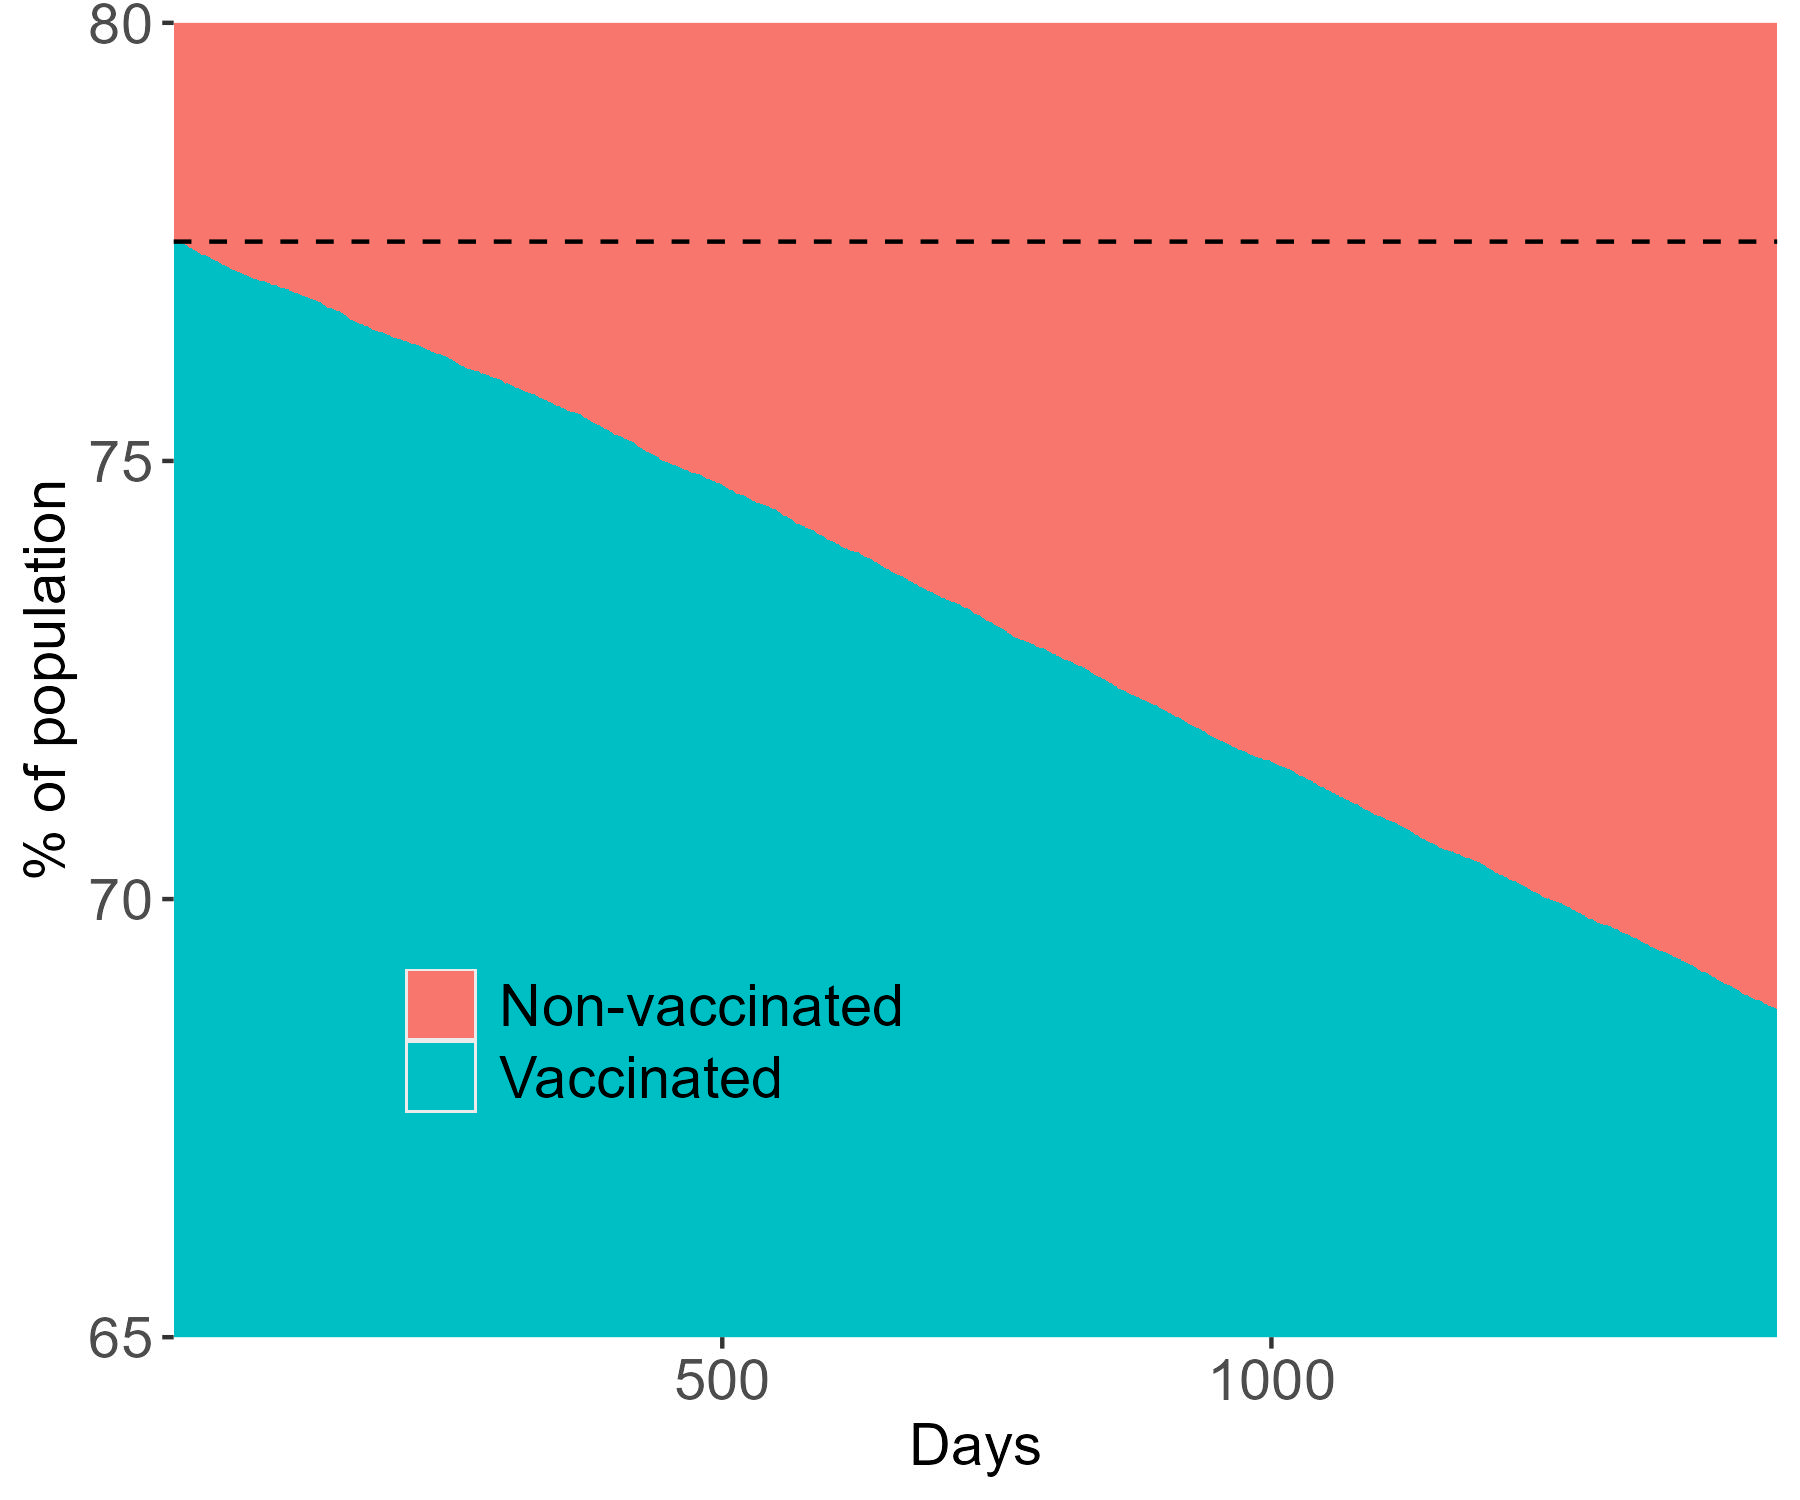 80
75
70
65
% of population
Non-vaccinated
Vaccinated
500 1000
Days